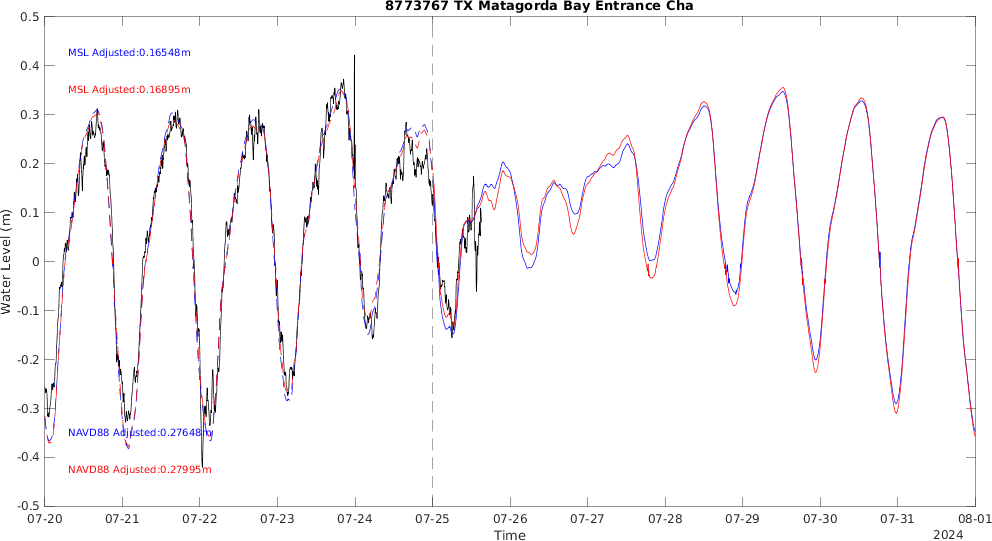 8773767 TX Matagorda Bay Entrance Cha
0.5
0.4
0.3
0.2
0.1
0
-0.1
-0.2
-0.3
-0.4
-0.5
Water Level (m)
MSL Adjusted:0.16548m
MSL Adjusted:0.16895m
NAVD88 Adjusted:0.27648m
NAVD88 Adjusted:0.27995m
07-20 07-21 07-22 07-23 07-24 07-25 07-26 07-27 07-28 07-29 07-30 07-31 08-01
Time
2024